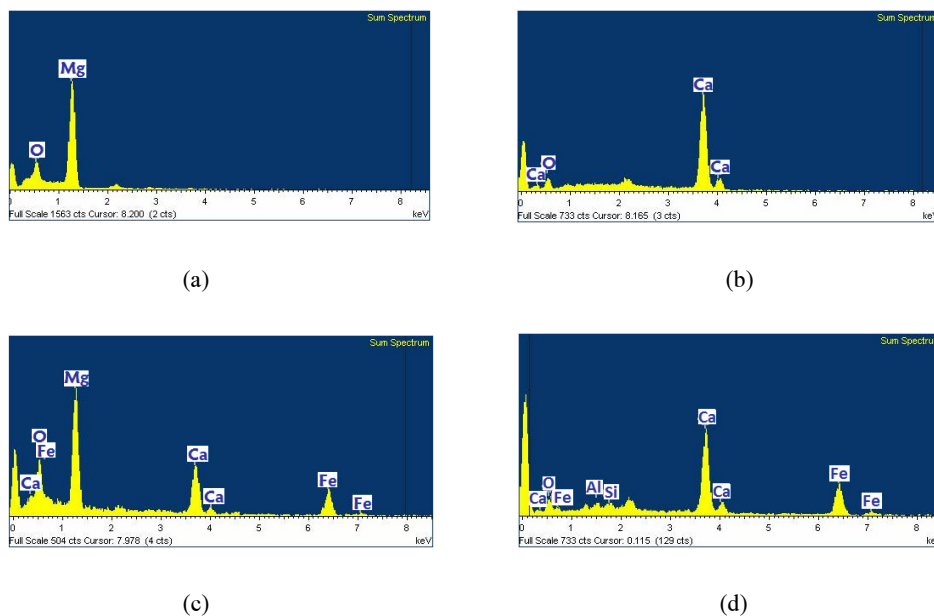 Sum Spectrum
Mg
O
0 1 2 3 4 5 6 7 8
Full Scale 1563 cts Cursor: 8.200 (2 cts) keV
(a)
Sum Spectrum
Ca
O
Ca
Ca
0 1 2 3 4 5 6 7 8
Full Scale 733 cts Cursor: 8.165 (3 cts) keV
(b)
Sum Spectrum
Mg
O
Fe
Ca
Ca
Ca
Fe
Fe
0 1 2 3 4 5 6 7 8
Full Scale 504 cts Cursor: 7.978 (4 cts) keV
(c)
Sum Spectrum
Ca
O
Al
Si
Ca
Fe
Ca
Fe
Fe
0 1 2 3 4 5 6 7 8
Full Scale 733 cts Cursor: 0.115 (129 cts) keV
(d)